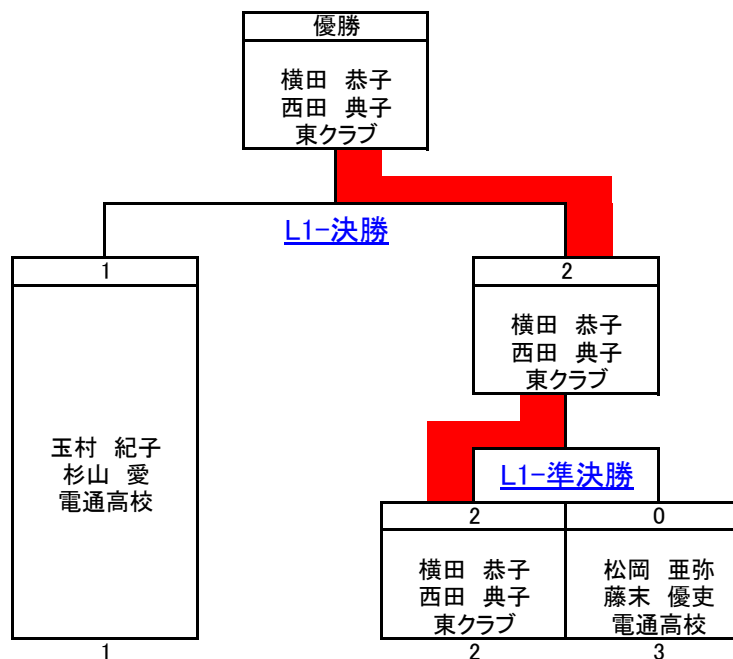 優勝
横田 恭子
西田 典子
東クラブ
L1-決勝
1
玉村 紀子
杉山 愛
電通高校
1
2
横田 恭子
西田 典子
東クラブ
L1-準決勝
2
横田 恭子
西田 典子
東クラブ
2
0
松岡 亜弥
藤末 優吏
電通高校
3